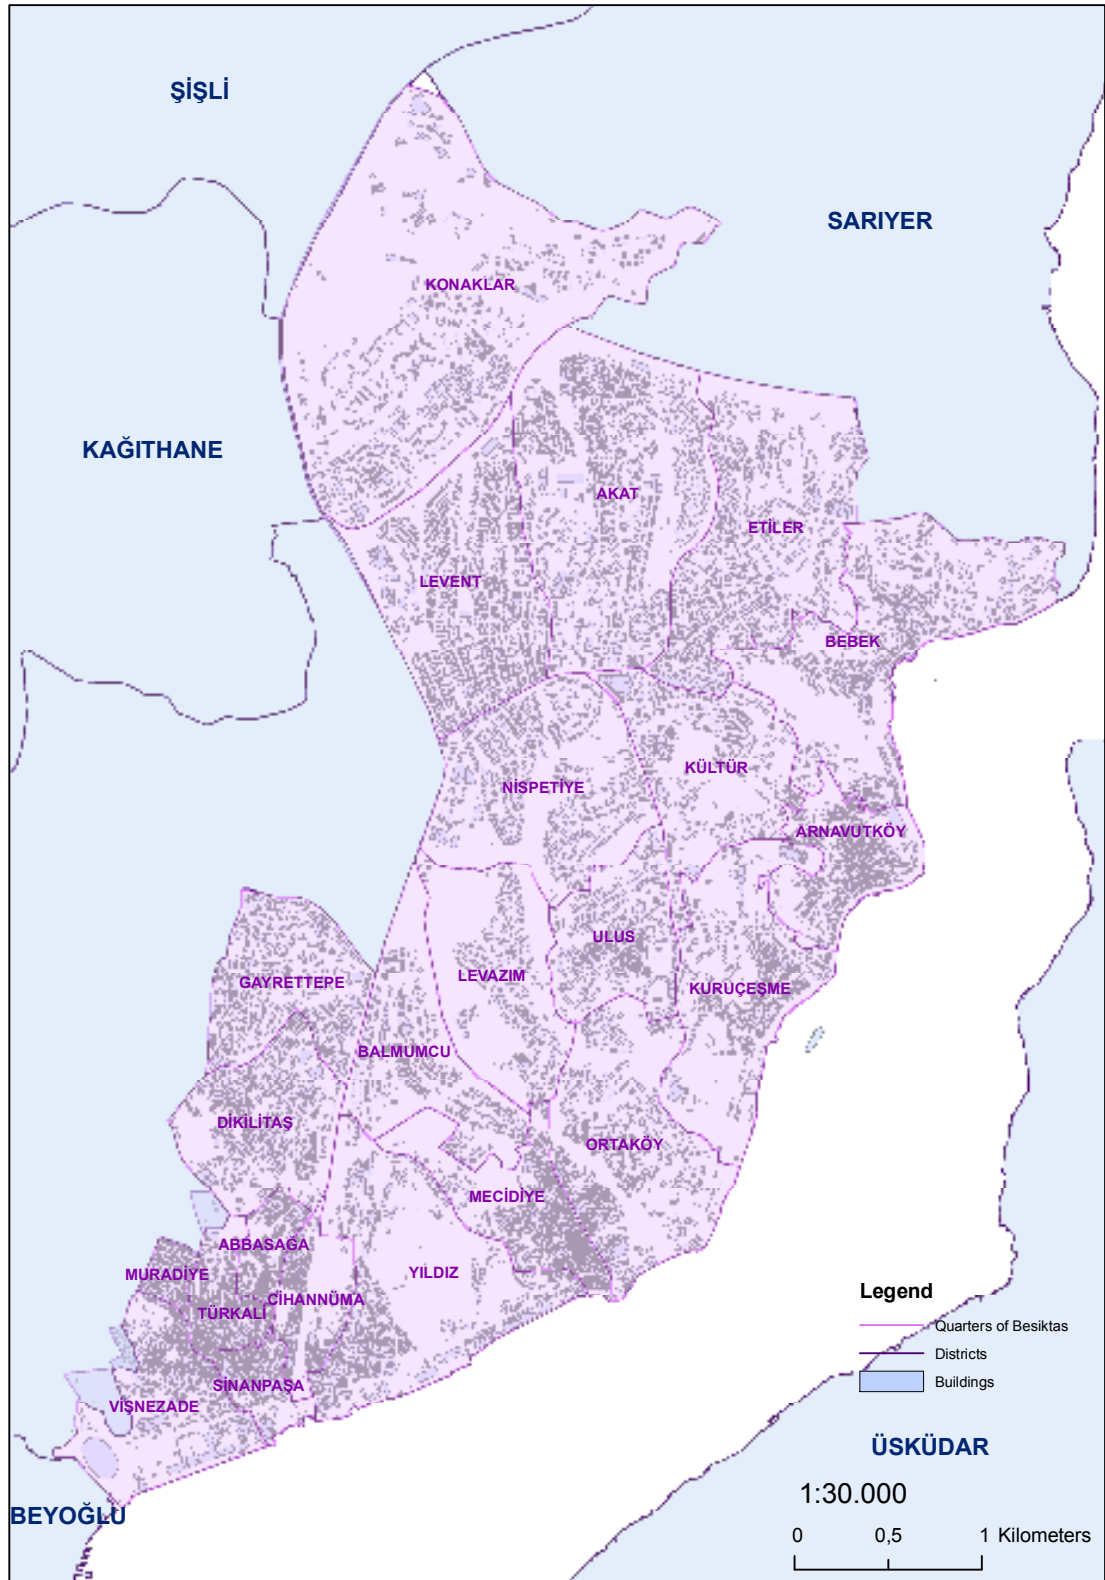 ŞİŞLİ
SARIYER
KONAKLAR
KAĞITHANE
AKAT
ETİLER
LEVENT
BEBEK
KÜLTÜR
NİSPETİYE
ARNAVUTKÖY
ULUS
LEVAZIM
GAYRETTEPE
KURUÇEŞME
BALMUMCU
DİKİLİTAŞ
ORTAKÖY
MECİDİYE
ABBASAĞA
MURADİYE
YILDIZ
CİHANNÜMA
TÜRKALİ
SİNANPAŞA
VİŞNEZADE
Legend
Quarters of Besiktas
Districts
Buildings
ÜSKÜDAR
BEYOĞLU
1:30.000
0 0,5 1 Kilometers